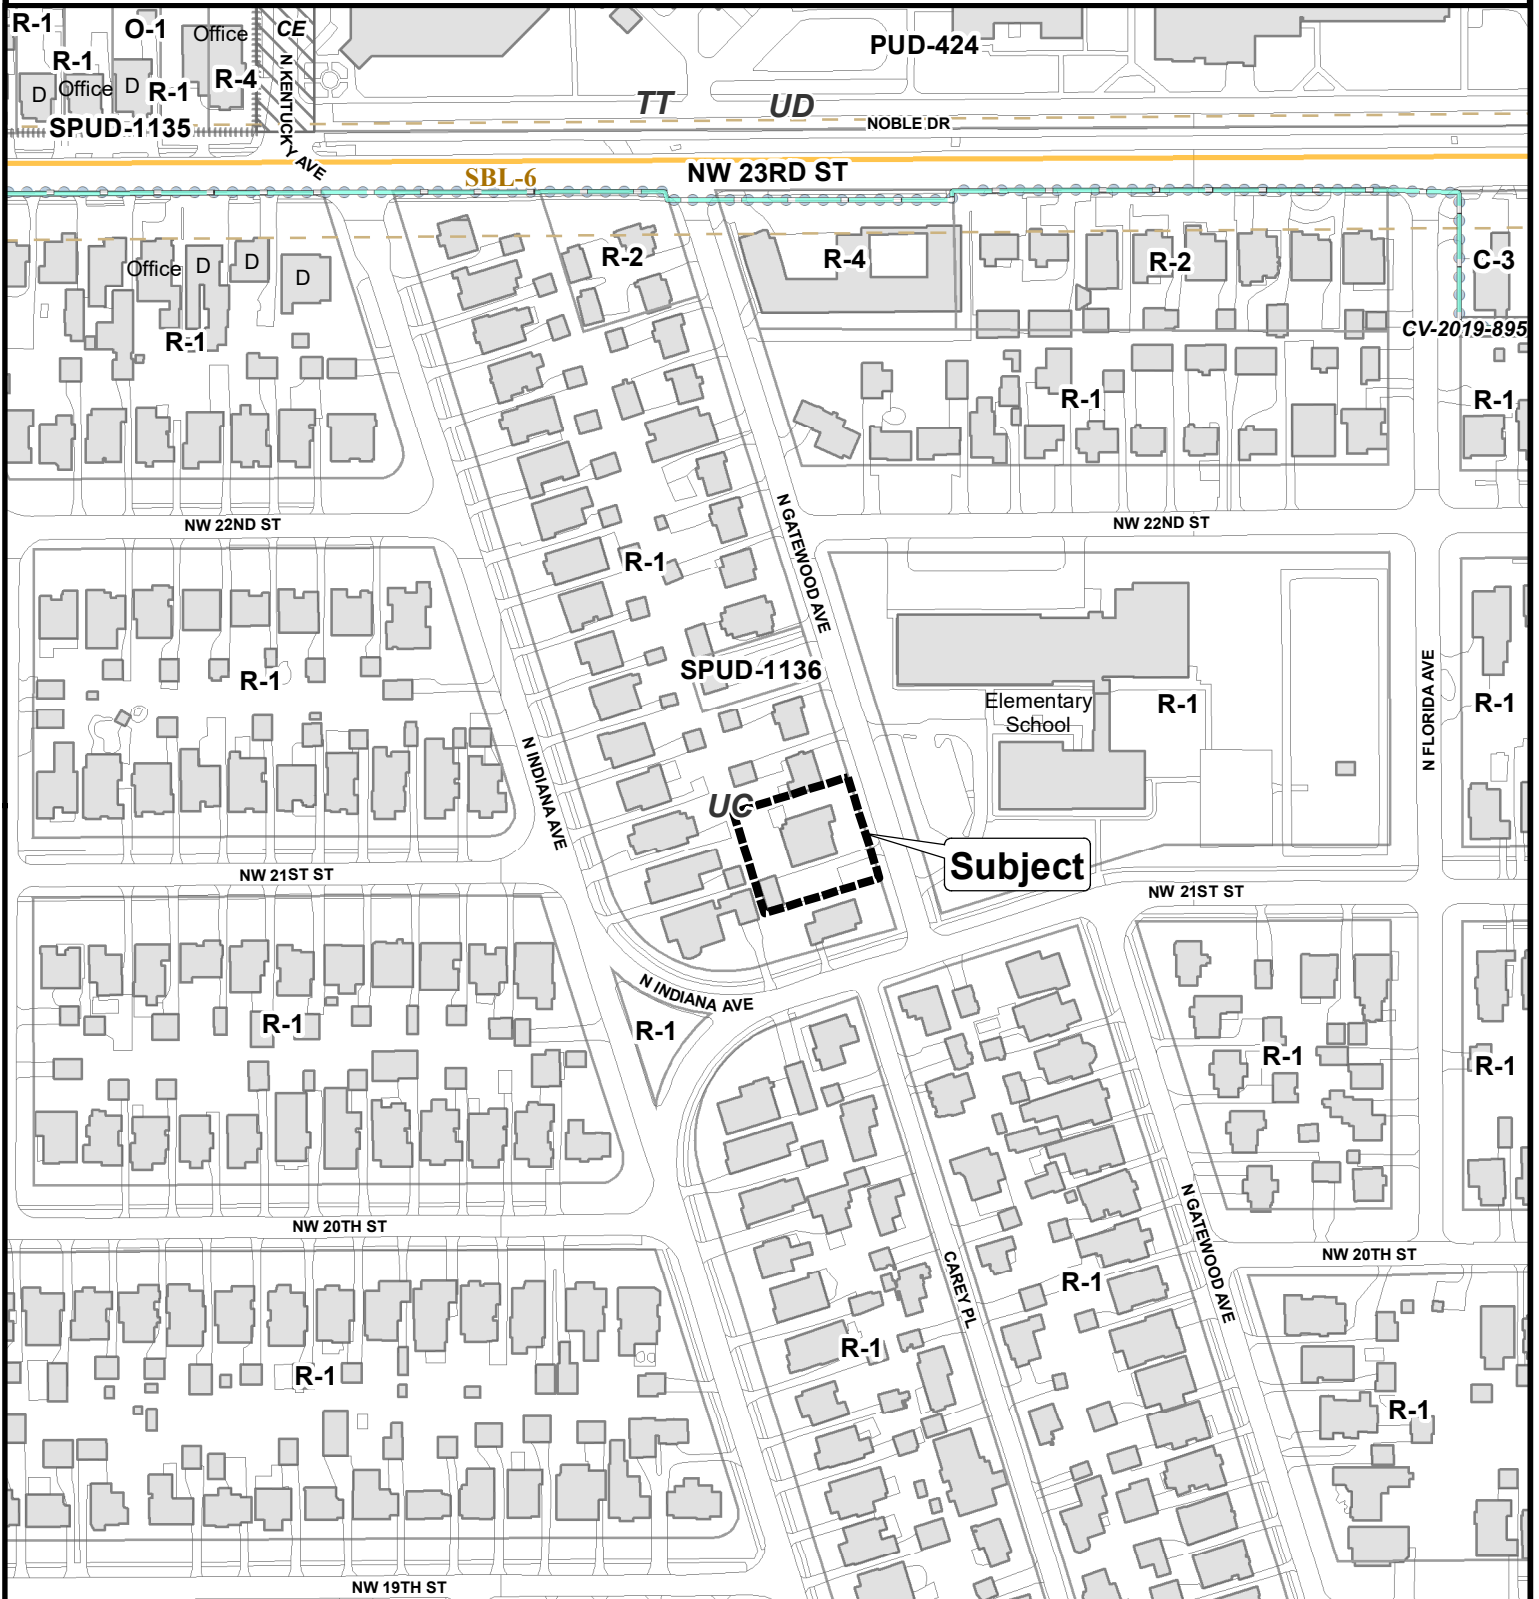 R-1
O-1
Office
CE
R-1
D
Office
D
R-1
R-4
SPUD-1135
N KENTUCKY AVE
PUD-424
TT
UD
NOBLE DR
NW 23RD ST
SBL-6
Office
D
D
D
R-1
R-2
R-4
R-2
C-3
CV-2019-895
R-1
R-1
NW 22ND ST
N GATEWOOD AVE
NW 22ND ST
R-1
SPUD-1136
R-1
Elementary
School
R-1
N FLORIDA AVE
R-1
N INDIANA AVE
UC
Subject
NW 21ST ST
NW 21ST ST
N INDIANA AVE
R-1
R-1
R-1
R-1
NW 20TH ST
N GATEWOOD AVE
NW 20TH ST
CAREY PL
R-1
R-1
R-1
R-1
NW 19TH ST